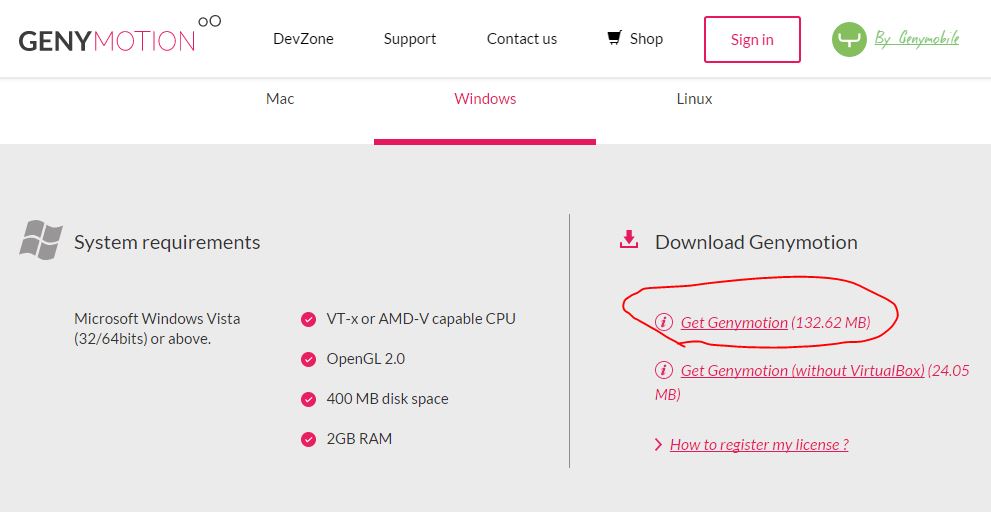 GENYMOTION
DevZone
Support
Contact us
Shop
Sign in
By Genymobile
Mac
Windows
Linux
System requirements
Microsoft Windows Vista
(32/64bits) or above.
VT-x or AMD-V capable CPU
OpenGL 2.0
400 MB disk space
2GB RAM
Download Genymotion
Get Genymotion (132.62 MB)
Get Genymotion (without VirtualBox) (24.05
MB)
How to register my license ?